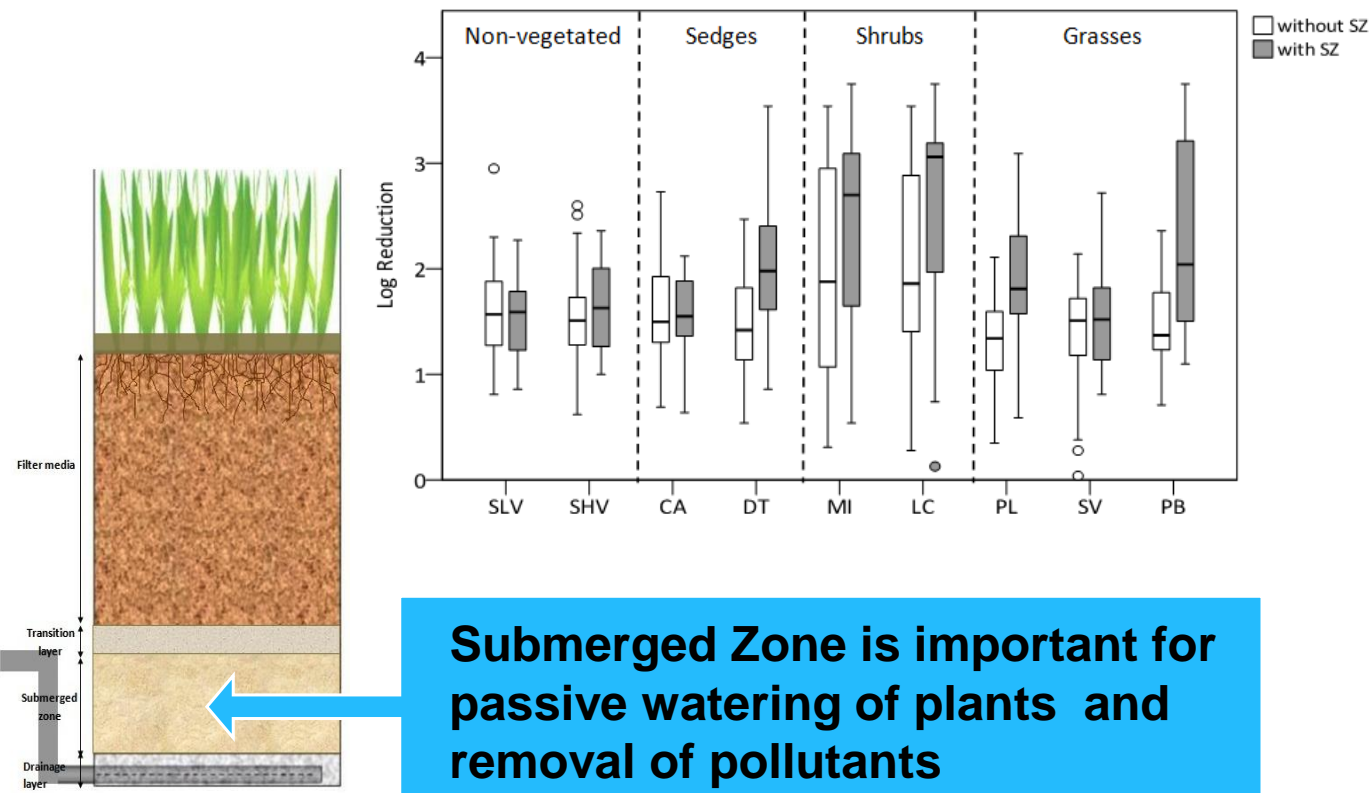 Non-vegetated Sedges Shrubs Grasses
without SZ
with SZ
4
3
2
1
0
Log Reduction
SLV SHV CA DT MI LC PL SV PB
Filter media
Transition
layer
Submerged
zone
Drainage
layer
Submerged Zone is important for
passive watering of plants and
removal of pollutants